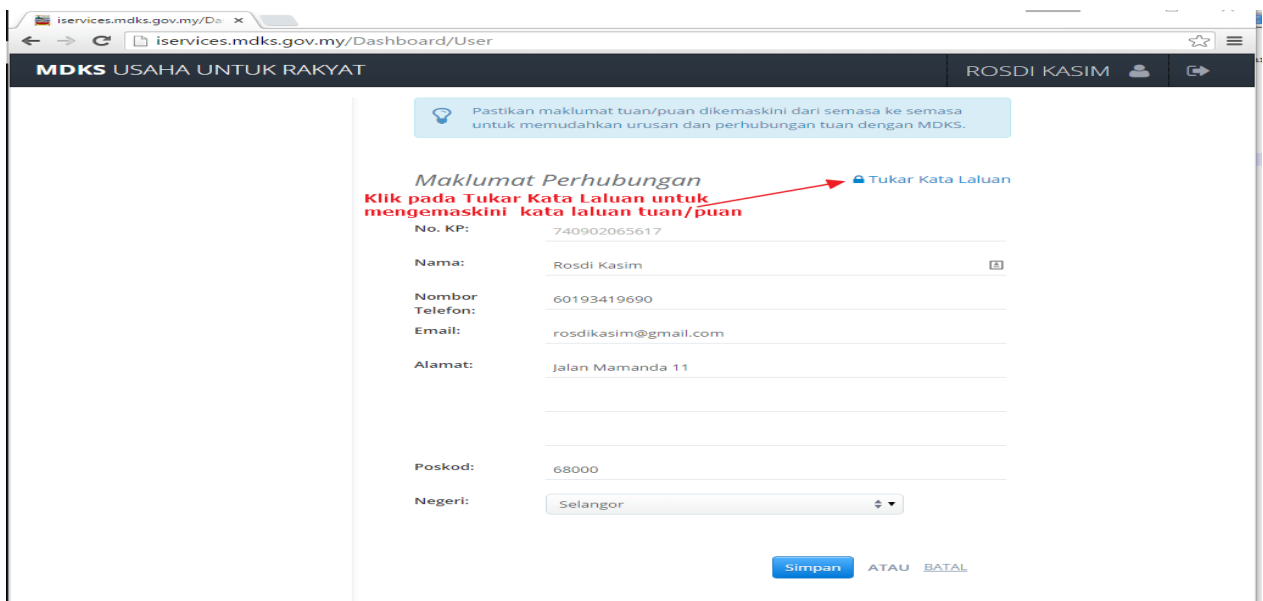 iservices.mdks.gov.my/Da
iservices.mdks.gov.my/Dashboard/User
MDKS USAHA UNTUK RAKYAT
ROSDI KASIM
Pastikan maklumat tuan/puan dikemaskini dari semasa ke semasa
untuk memudahkan urusan dan perhubungan tuan dengan MDKS.
Maklumat Perhubungan
Tukar Kata Laluan
Klik pada Tukar Kata Laluan untuk
mengemaskini kata laluan tuan/puan
No. KP: 740902065617
Nama: Rosdi Kasim
Nombor
Telefon: 60193419690
Email: rosdikasim@gmail.com
Alamat: Jalan Mamanda 11
Poskod: 68000
Negeri: Selangor
Simpan ATAU BATAL